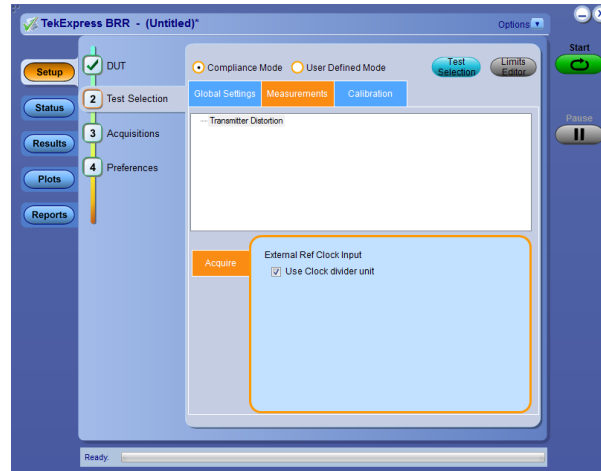 TekExpress BRR - (Untitled)*
Options
Start
Setup
DUT
Compliance Mode
User Defined Mode
Test Selection
Limits Editor
Status
2 Test Selection
Global Settings
Measurements
Calibration
Pause
Transmitter Distortion
Results
3 Acquisitions
Plots
4 Preferences
Reports
Acquire
External Ref Clock Input
Use Clock divider unit
Ready.